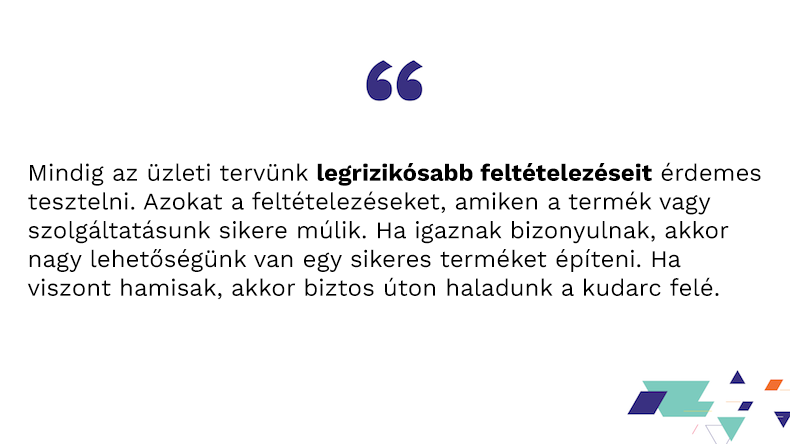 “
Mindig az üzleti tervünk legrizikósabb feltételezéseit érdemes
tesztelni. Azokat a feltételezéseket, amiken a termék vagy
szolgáltatásunk sikere múlik. Ha igaznak bizonyulnak, akkor
nagy lehetőségünk van egy sikeres terméket építeni. Ha
viszont hamisak, akkor biztos úton haladunk a kudarc felé.